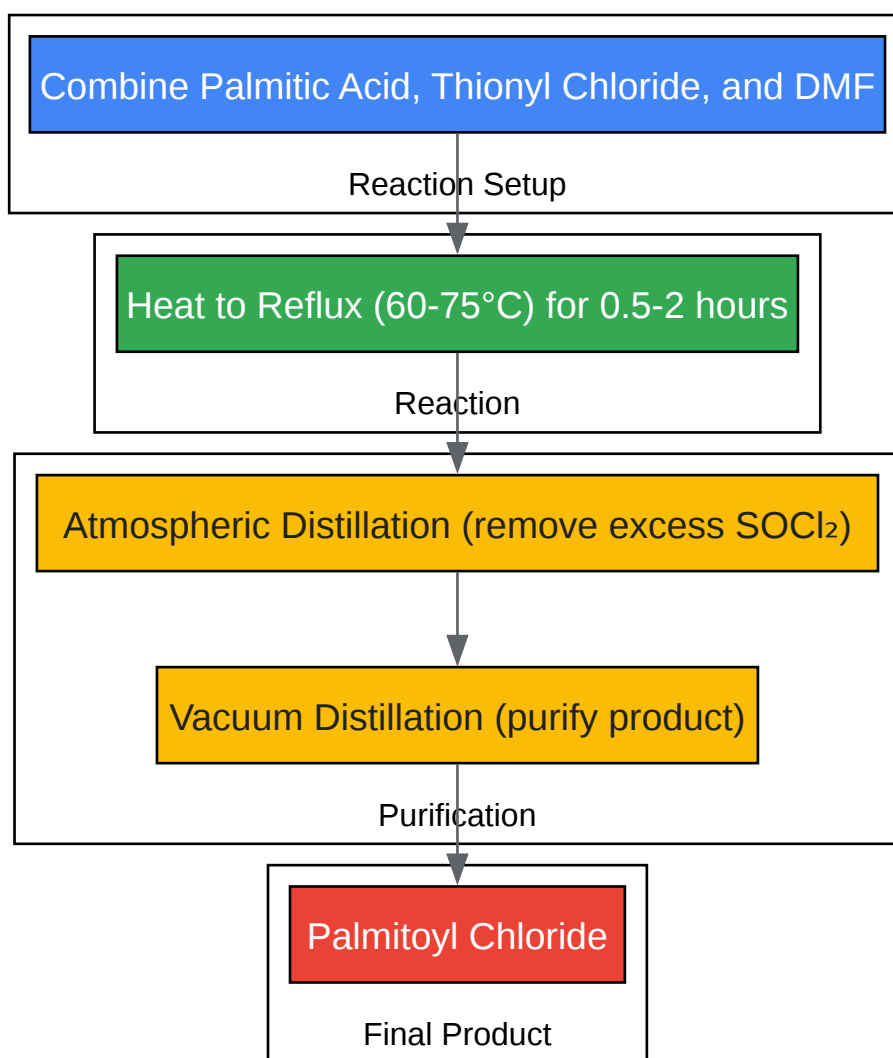 Combine Palmitic Acid, Thionyl Chloride, and DMF
Reaction Setup
Heat to Reflux (60-75°C) for 0.5-2 hours
Reaction
Atmospheric Distillation (remove excess SOCl₂)
Vacuum Distillation (purify product)
Purification
Palmitoyl Chloride
Final Product